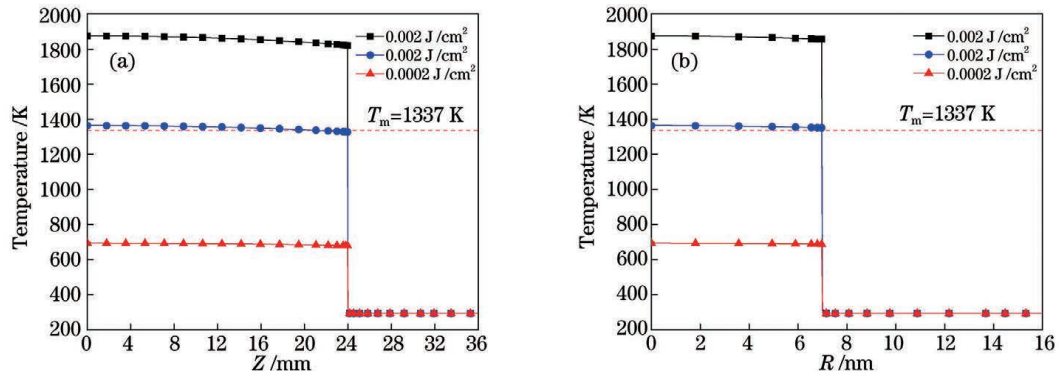 2000
1800
1600
1400
1200
1000
800
600
400
200
Temperature /K
(a)
0.002 J /cm²
0.002 J /cm²
0.0002 J /cm²
Tm=1337 K
0 4 8 12 16 20 24 28 32 36
Z /mm
2000
1800
1600
1400
1200
1000
800
600
400
200
Temperature /K
(b)
0.002 J /cm²
0.002 J /cm²
0.0002 J /cm²
Tm=1337 K
0 2 4 6 8 10 12 14 16
R /nm